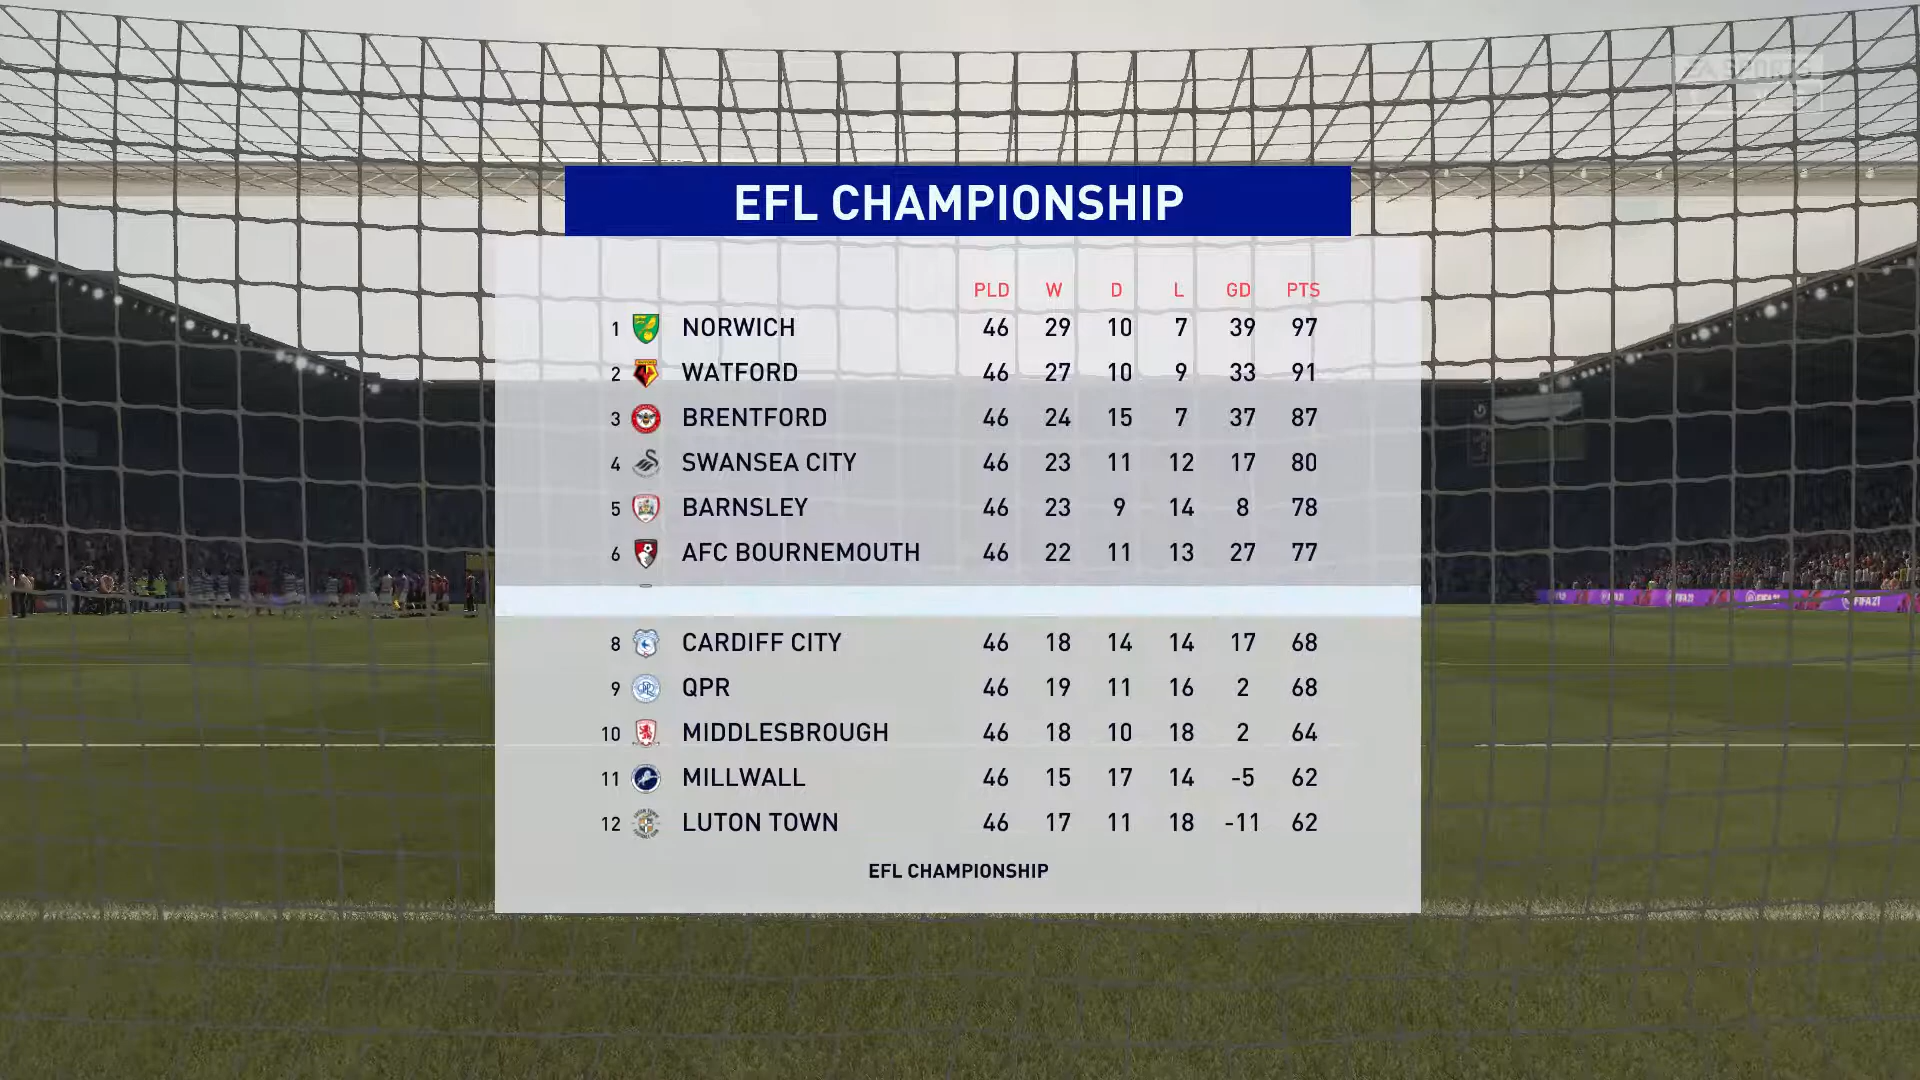 EA SPORTS
EFL CHAMPIONSHIP
PLD W D L GD PTS
1 NORWICH 46 29 10 7 39 97
2 WATFORD 46 27 10 9 33 91
3 BRENTFORD 46 24 15 7 37 87
4 SWANSEA CITY 46 23 11 12 17 80
5 BARNSLEY 46 23 9 14 8 78
6 AFC BOURNEMOUTH 46 22 11 13 27 77
8 CARDIFF CITY 46 18 14 14 17 68
9 QPR 46 19 11 16 2 68
10 MIDDLESBROUGH 46 18 10 18 2 64
11 MILLWALL 46 15 17 14 -5 62
12 LUTON TOWN 46 17 11 18 -11 62
EFL CHAMPIONSHIP
FIFA 21